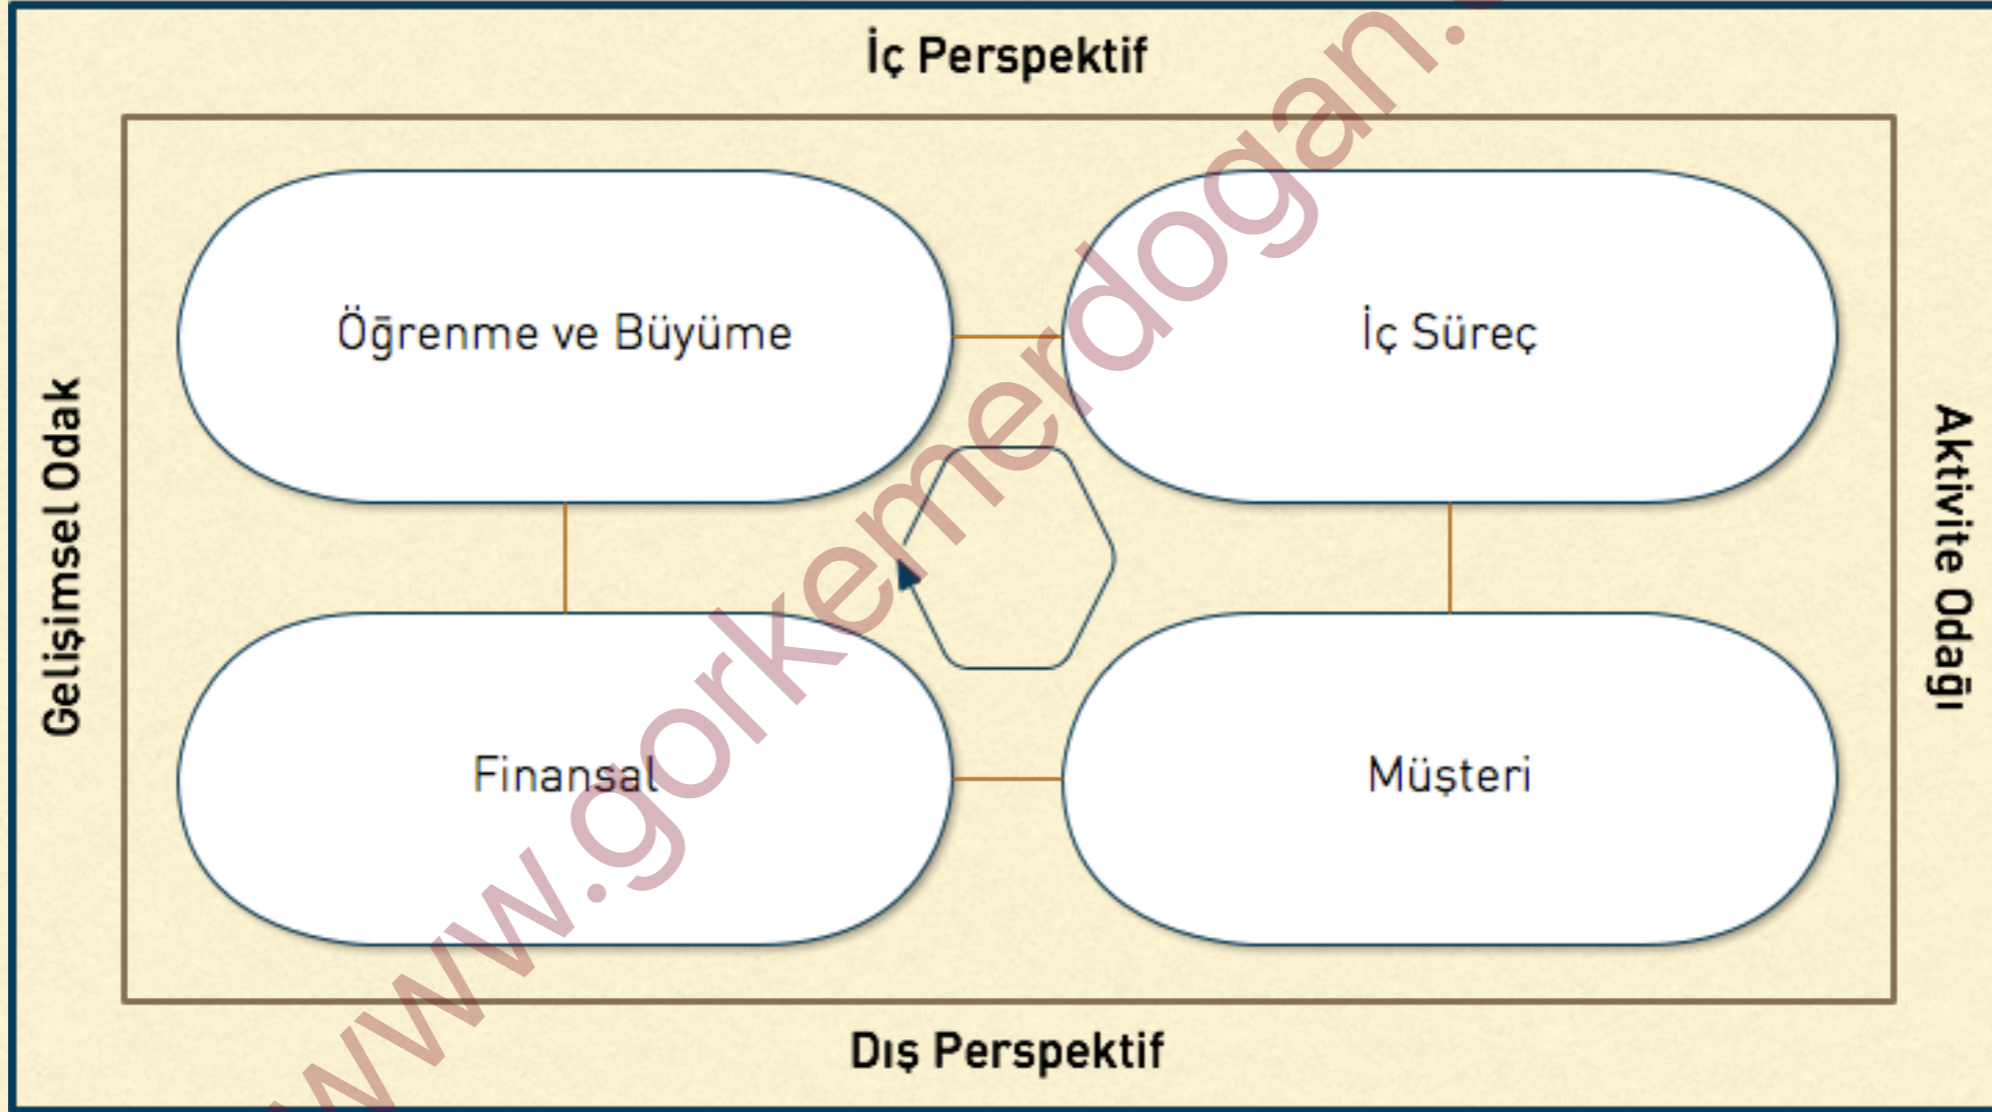 İç Perspektif
Öğrenme ve Büyüme
İç Süreç
Gelişimsel Odak
Aktivite Odağı
Finansal
Müşteri
Dış Perspektif
www.gorkemerdogan.